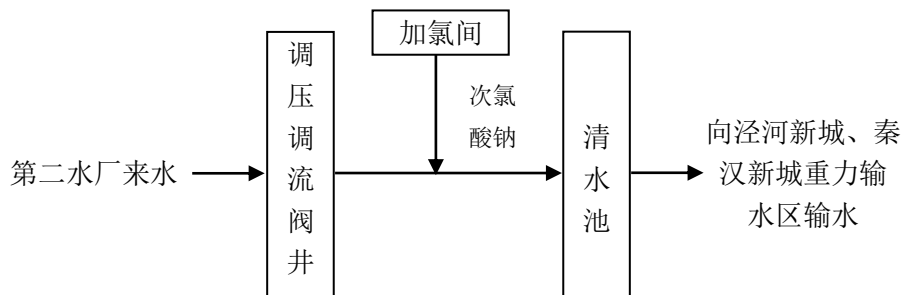 第二水厂来水
调
压
调
流
阀
井
加氯间
次氯
酸钠
清
水
池
向泾河新城、秦
汉新城重力输
水区输水